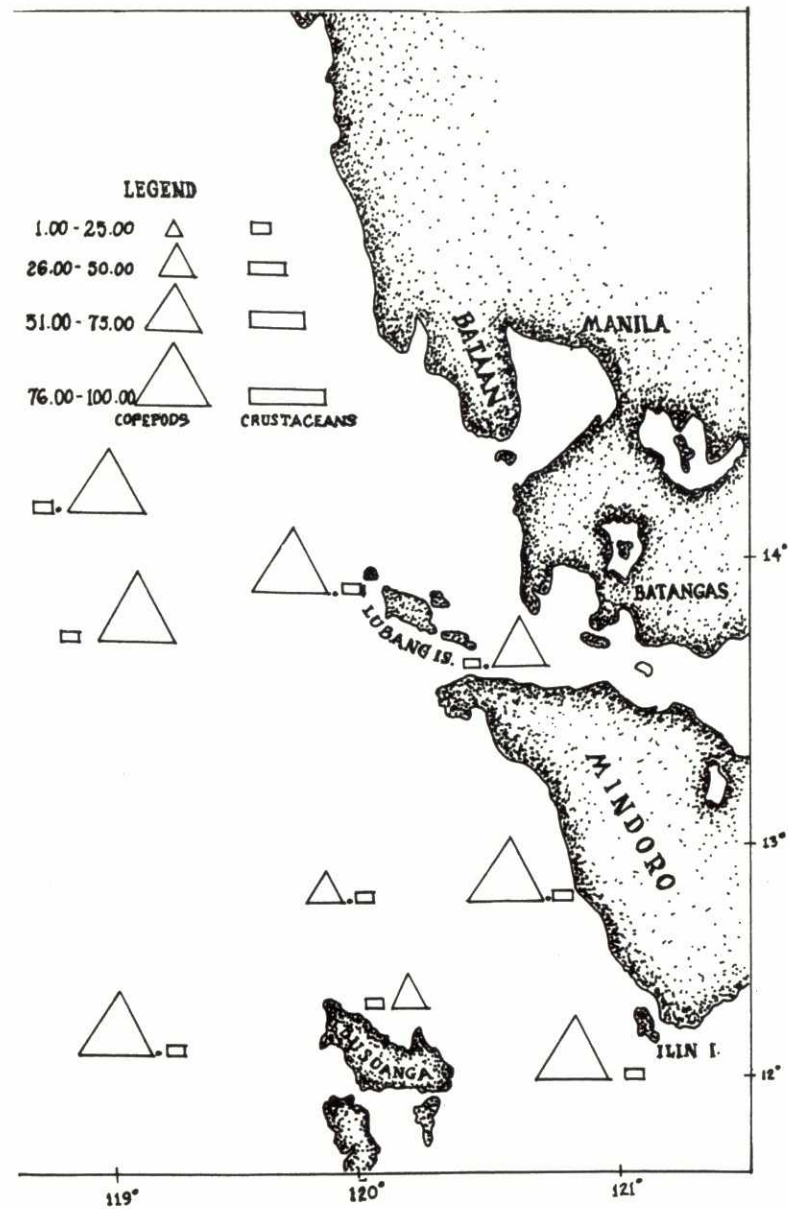 LEGEND
1.00 - 25.00
26.00 - 50.00
51.00 - 75.00
76.00 - 100.00
COPEPODS CRUSTACEANS
BATAAN
MANILA
14°
BATANGAS
LUBANG IS.
MINDORO
13°
BUSUANGA
ILIN I.
12°
119° 120° 121°